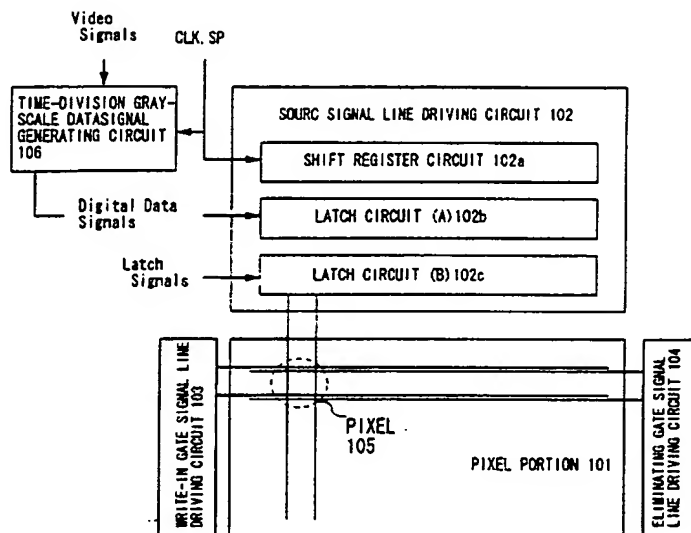 Video
Signals
CLK, SP
TIME-DIVISION GRAY-
SCALE DATASIGNAL
GENERATING CIRCUIT
106
SOURC SIGNAL LINE DRIVING CIRCUIT 102
SHIFT REGISTER CIRCUIT 102a
Digital Data
Signals
LATCH CIRCUIT (A)102b
Latch
Signals
LATCH CIRCUIT (B)102c
WRITE-IN GATE SIGNAL LINE
DRIVING CIRCUIT 103
PIXEL
105
PIXEL PORTION 101
ELIMINATING GATE SIGNAL
LINE DRIVING CIRCUIT 104